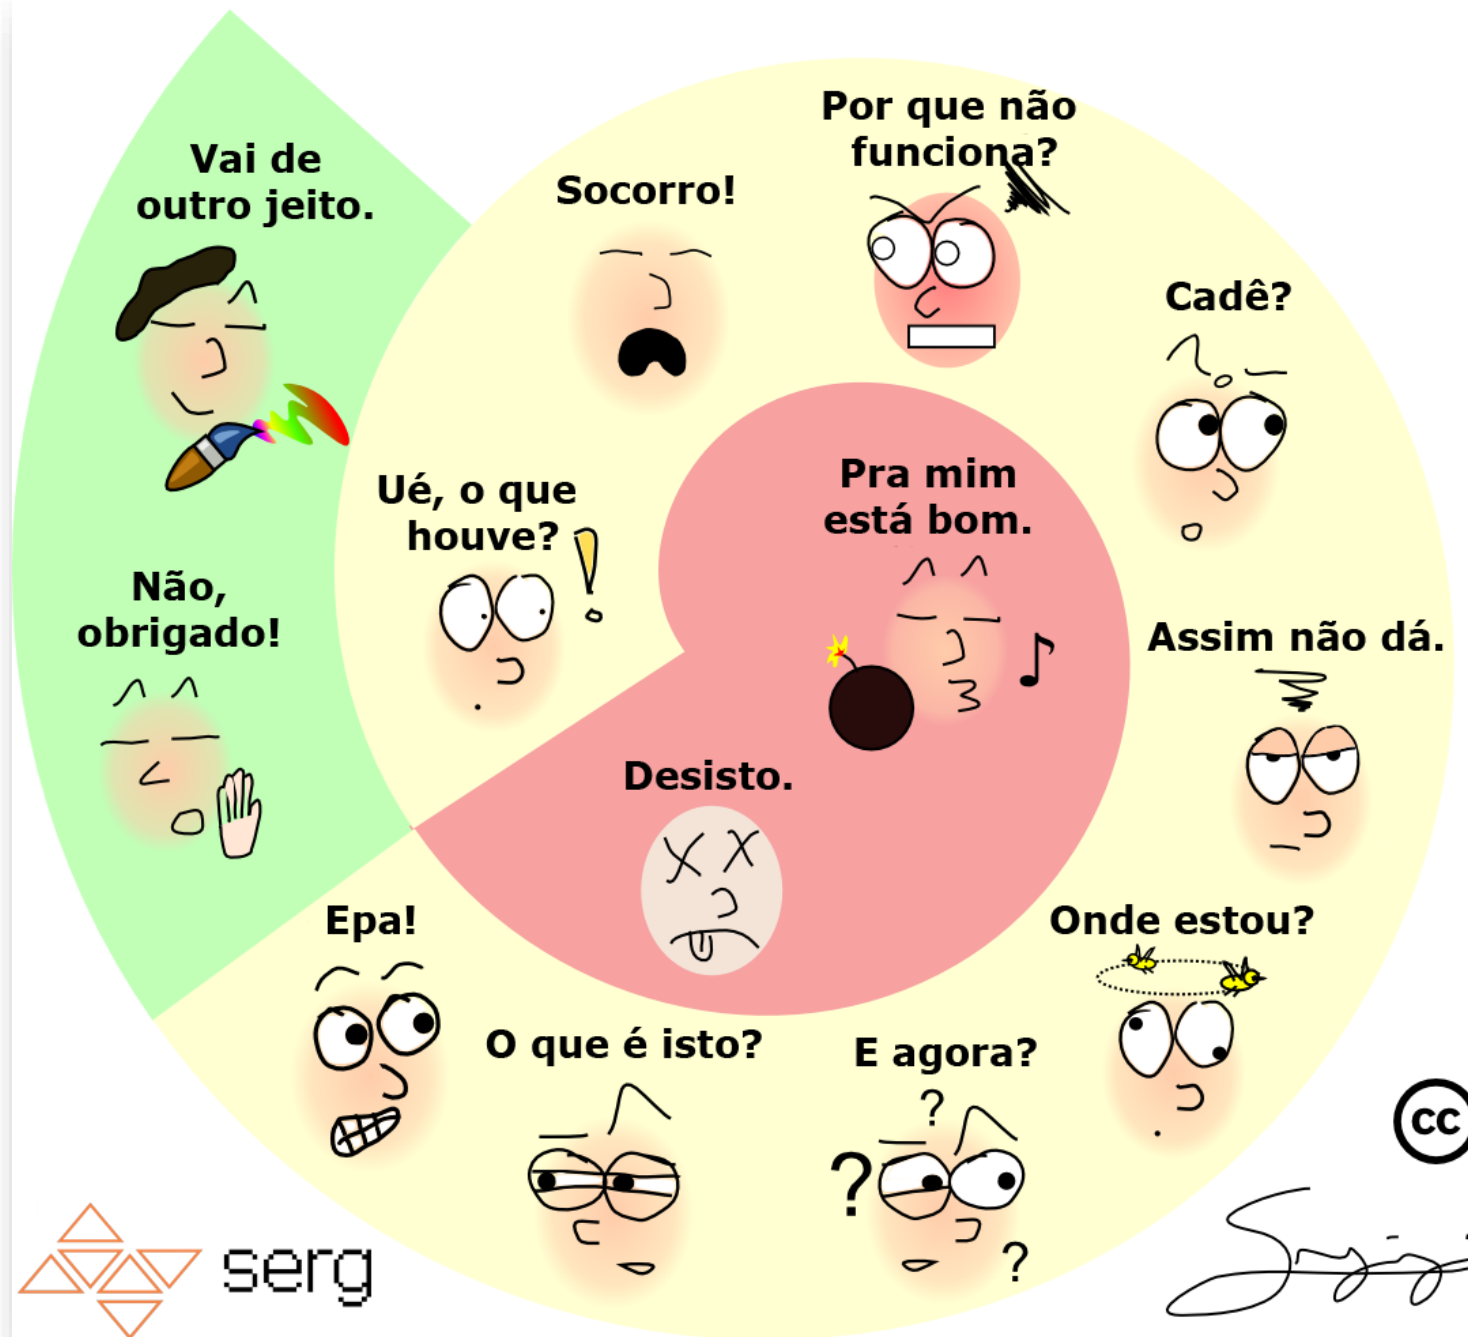 Vai de
outro jeito.
Socorro!
Por que não
funciona?
Cadê?
Ué, o que
houve?
Pra mim
está bom.
Não,
obrigado!
Assim não dá.
Desisto.
Epa!
Onde estou?
O que é isto?
E agora?
?
?
?
cc
serg